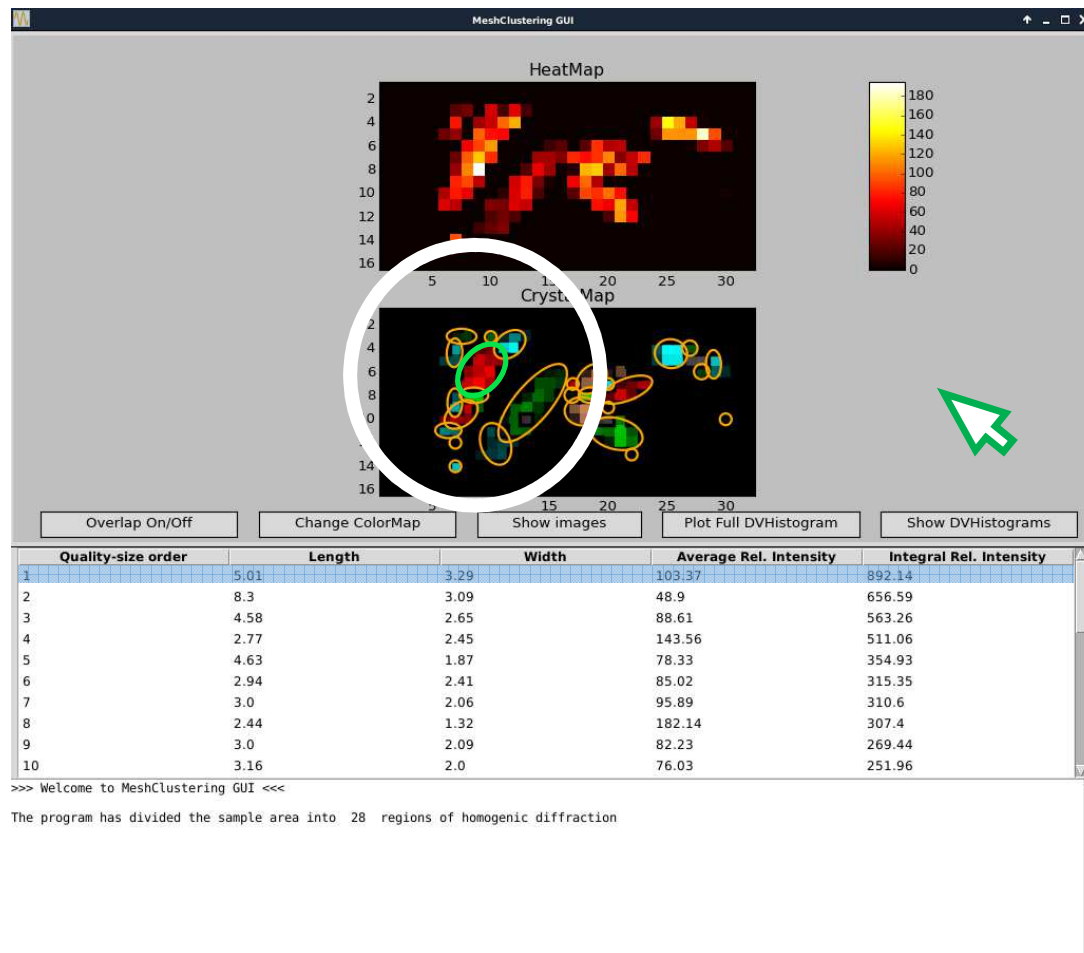 MeshClustering GUI
HeatMap
2
4
6
8
10
12
14
16
5 10 15 20 25 30
180
160
140
120
100
80
60
40
20
0
CrystalMap
2
4
6
8
0
14
16
5 15 20 25 30
Overlap On/Off Change ColorMap Show images Plot Full DVHistogram Show DVHistograms
Quality-size order Length Width Average Rel. Intensity Integral Rel. Intensity
1 5.01 3.29 103.37 892.14
2 8.3 3.09 48.9 656.59
3 4.58 2.65 88.61 563.26
4 2.77 2.45 143.56 511.06
5 4.63 1.87 78.33 354.93
6 2.94 2.41 85.02 315.35
7 3.0 2.06 95.89 310.6
8 2.44 1.32 182.14 307.4
9 3.0 2.09 82.23 269.44
10 3.16 2.0 76.03 251.96
>>> Welcome to MeshClustering GUI <<<
The program has divided the sample area into 28 regions of homogenic diffraction